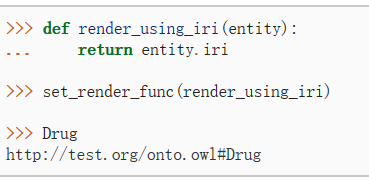 >>> def render_using_iri(entity):
...     return entity.iri
>>> set_render_func(render_using_iri)
>>> Drug
http://test.org/onto.owl#Drug